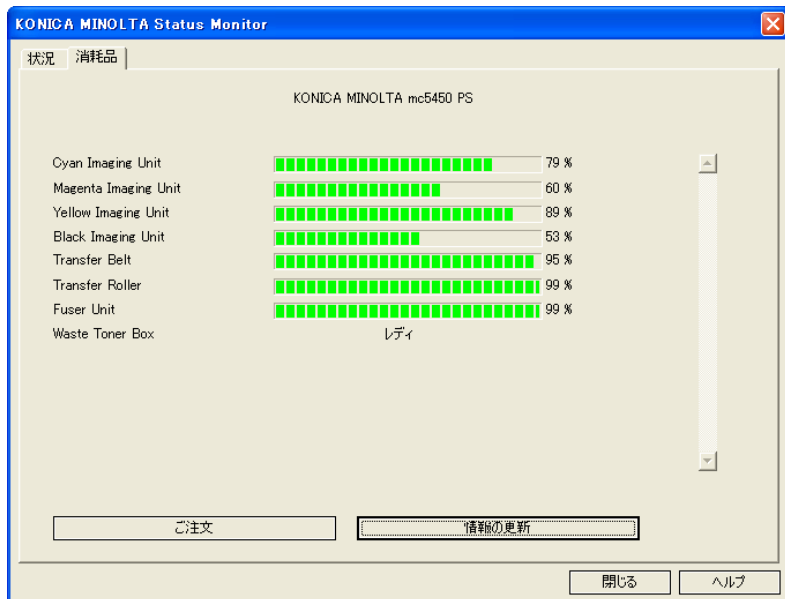 KONICA MINOLTA Status Monitor
状況 消耗品
KONICA MINOLTA mc5450 PS
Cyan Imaging Unit 79 %
Magenta Imaging Unit 60 %
Yellow Imaging Unit 89 %
Black Imaging Unit 53 %
Transfer Belt 95 %
Transfer Roller 99 %
Fuser Unit 99 %
Waste Toner Box レディ
ご注文 情報の更新
閉じる ヘルプ